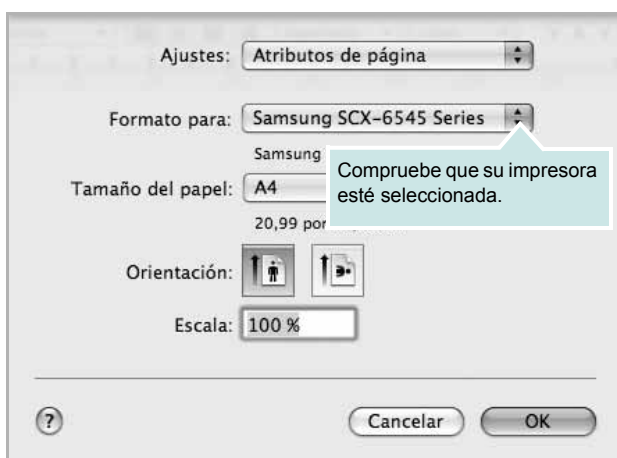 Ajustes: Atributos de página
Formato para: Samsung SCX-6545 Series
Samsung
Compruebe que su impresora
esté seleccionada.
Tamaño del papel: A4
20,99 por
Orientación:
Escala: 100 %
? Cancelar OK